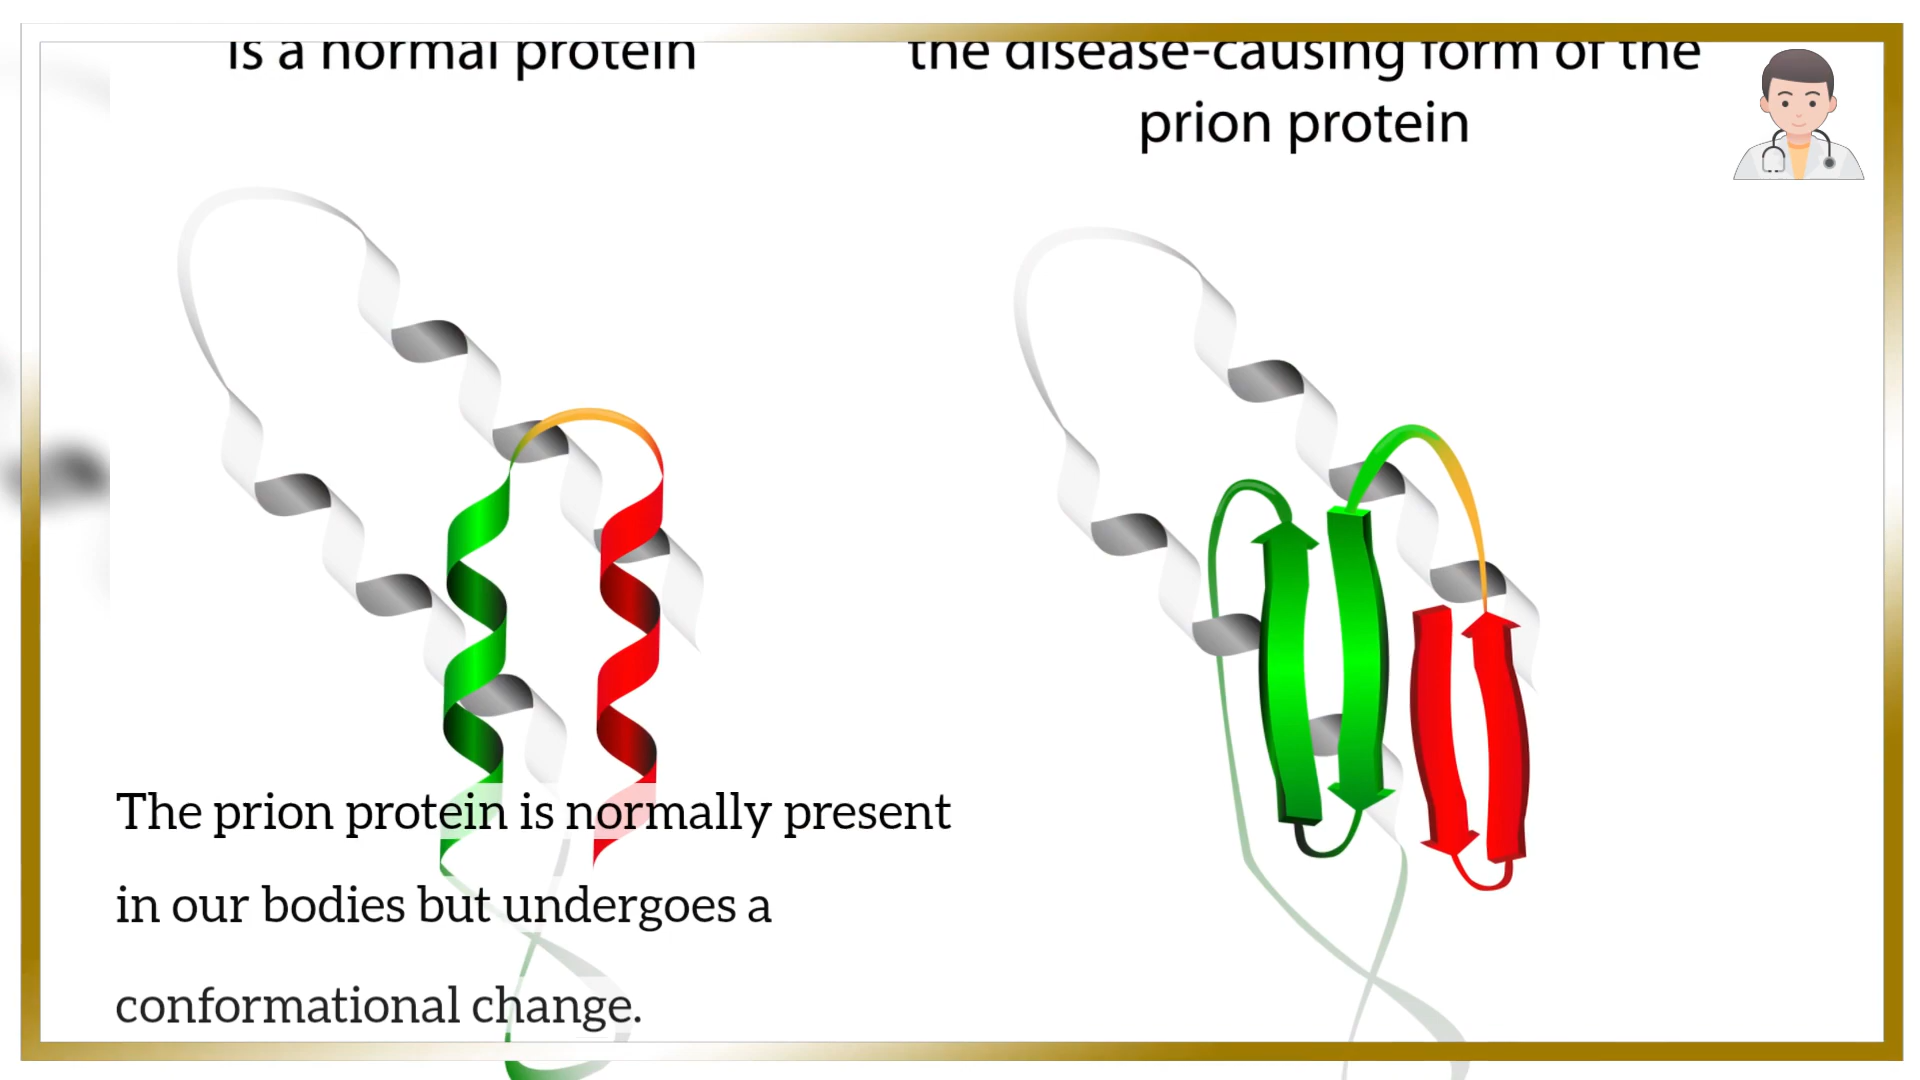 is a normal protein
the disease-causing form of the
prion protein
The prion protein is normally present
in our bodies but undergoes a
conformational change.